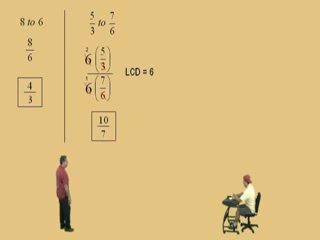 8 to 6
8/6
4/3
5/3 to 7/6
2
6(5/3)
1
6(7/6)
LCD = 6
10/7